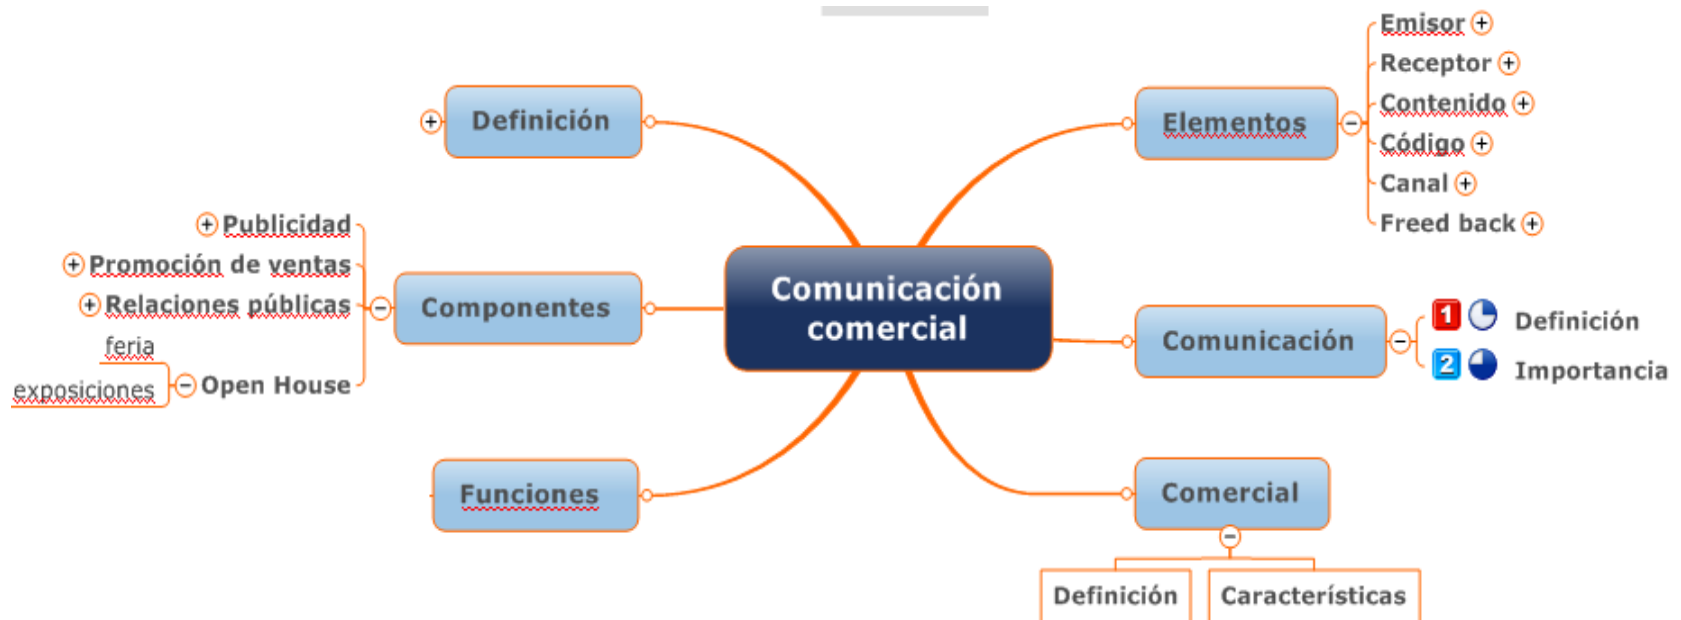 Comunicación
comercial
Definición
Componentes
Publicidad
Promoción de ventas
Relaciones públicas
Open House
feria
exposiciones
Funciones
Elementos
Emisor
Receptor
Contenido
Código
Canal
Freed back
Comunicación
1 Definición
2 Importancia
Comercial
Definición
Características